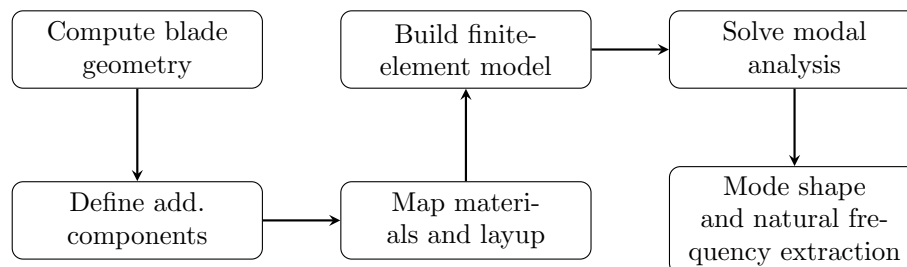 Compute blade
geometry
Define add.
components
Map materi-
als and layup
Build finite-
element model
Solve modal
analysis
Mode shape
and natural fre-
quency extraction